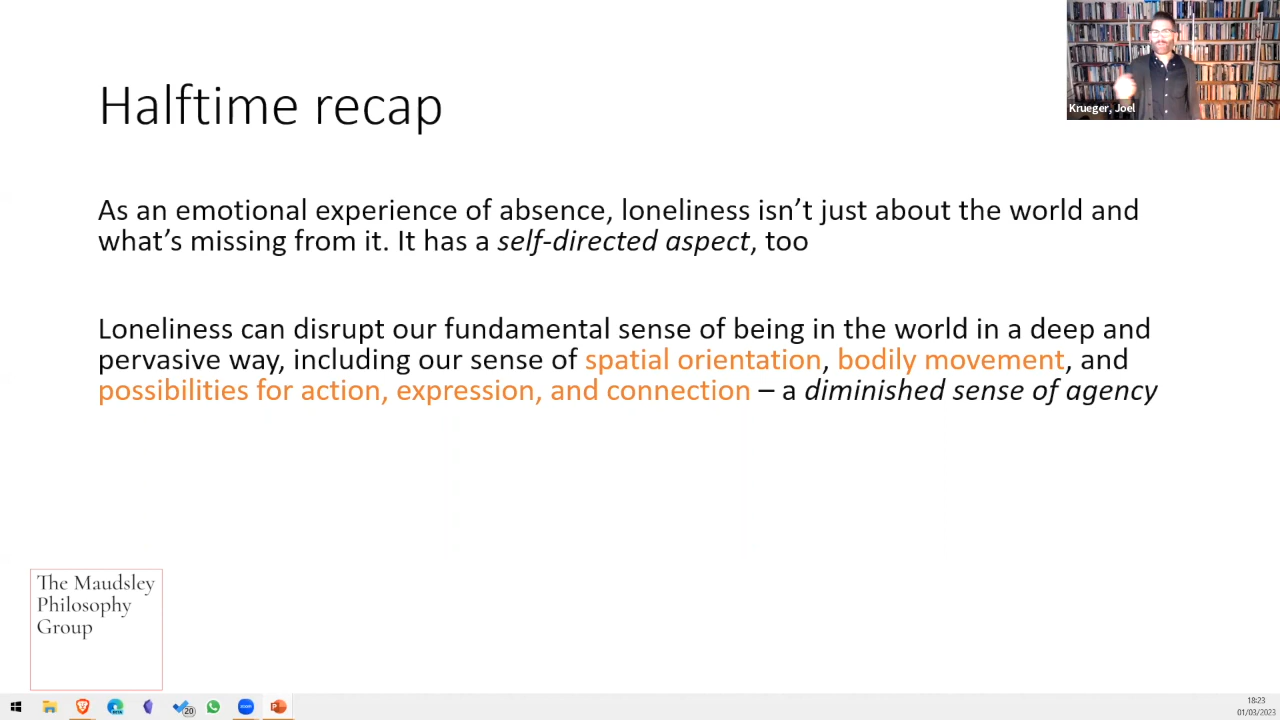 Halftime recap
Krueger, Joel
As an emotional experience of absence, loneliness isn’t just about the world and
what’s missing from it. It has a self-directed aspect, too
Loneliness can disrupt our fundamental sense of being in the world in a deep and
pervasive way, including our sense of spatial orientation, bodily movement, and
possibilities for action, expression, and connection – a diminished sense of agency
The Maudsley
Philosophy
Group
BETA
20
zoom
P
18:23
01/03/2023